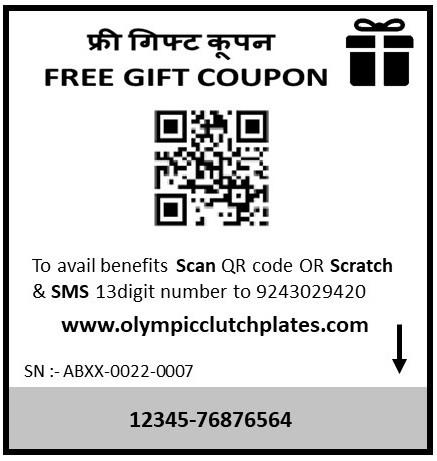 फ्री गिफ्ट कूपन
FREE GIFT COUPON
To avail benefits Scan QR code OR Scratch
& SMS 13digit number to 9243029420
www.olympicclutchplates.com
SN :- ABXX-0022-0007
12345-76876564